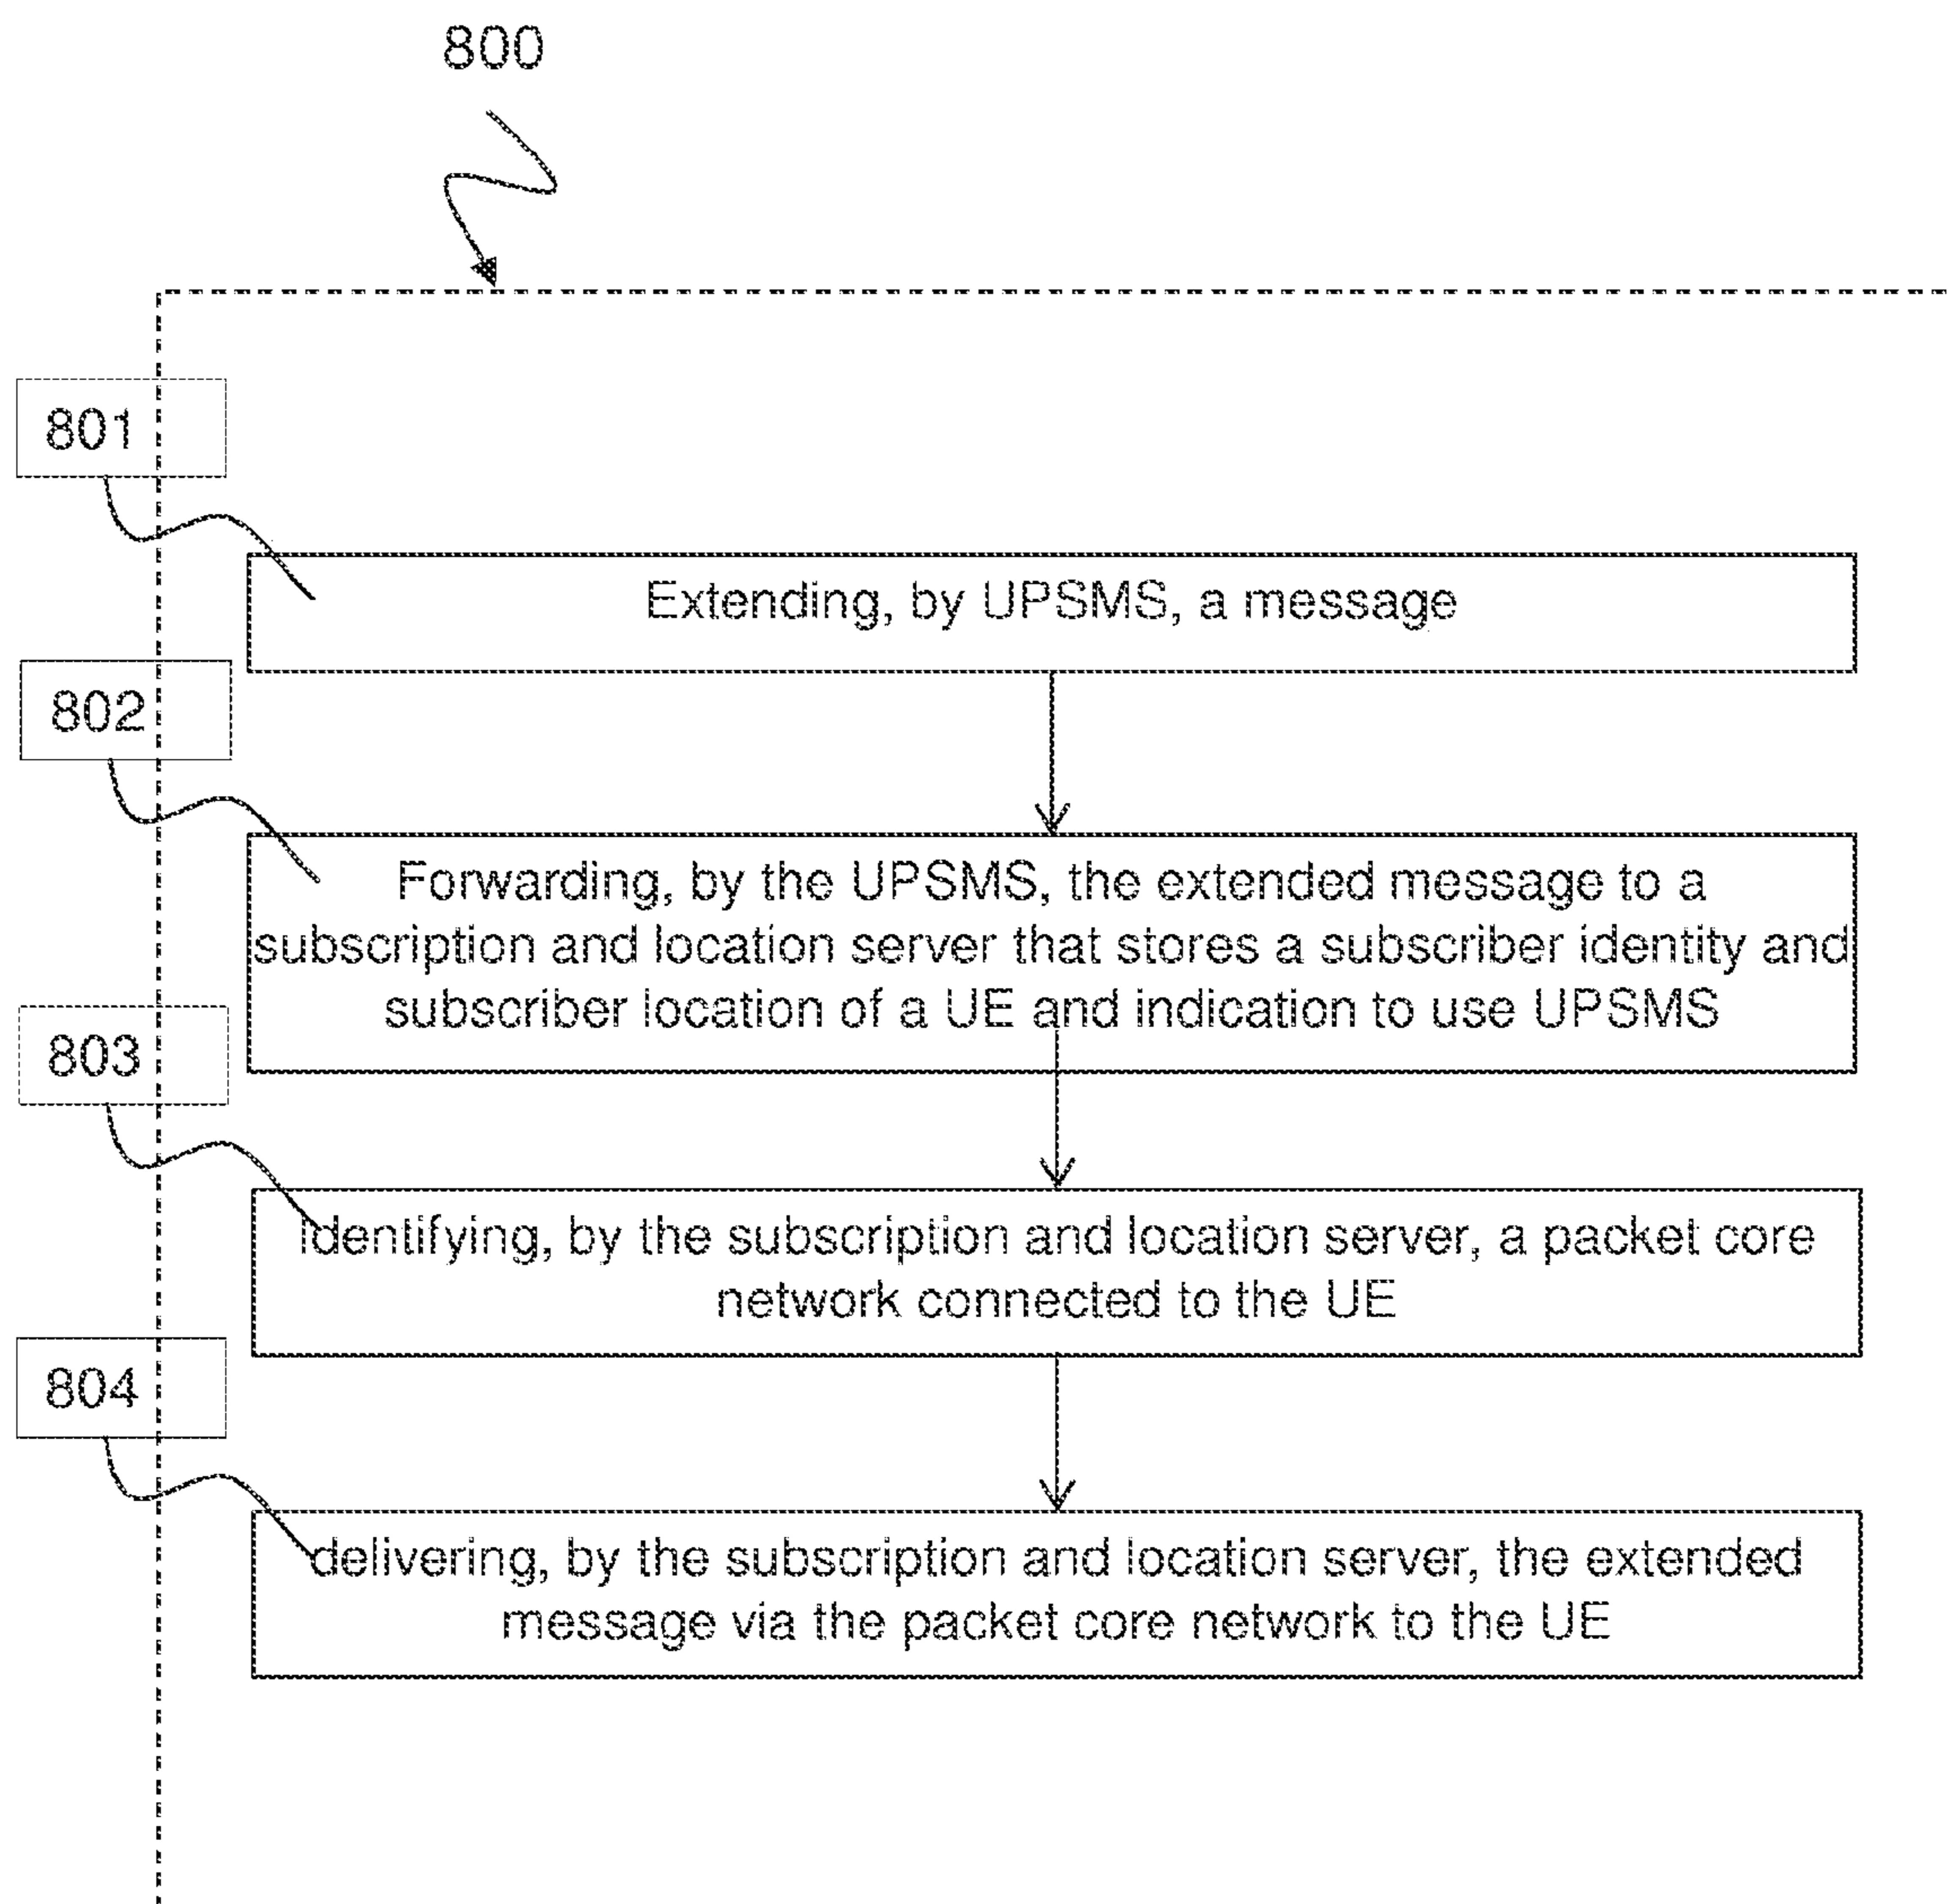 800
801
Extending, by UPSMS, a message
802
Forwarding, by the UPSMS, the extended message to a
subscription and location server that stores a subscriber identity and
subscriber location of a UE and indication to use UPSMS
803
Identifying, by the subscription and location server, a packet core
network connected to the UE
804
delivering, by the subscription and location server, the extended
message via the packet core network to the UE